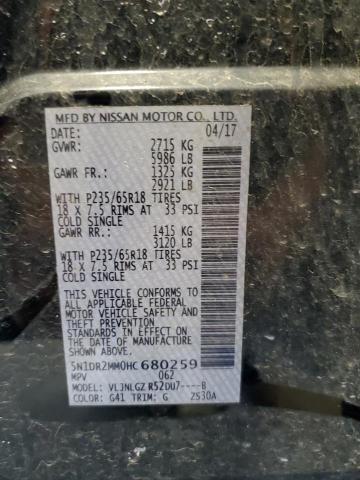 MFD BY NISSAN MOTOR CO., LTD.
DATE: 04/17
GVWR: 2715 KG
5986 LB
GAWR FR: 1325 KG
2921 LB
WITH P235/65R18 TIRES
18 X 7.5 RIMS AT 33 PSI
COLD SINGLE
GAWR RR: 1415 KG
3120 LB
WITH P235/65R18 TIRES
18 X 7.5 RIMS AT 33 PSI
COLD SINGLE
THIS VEHICLE CONFORMS TO
ALL APPLICABLE FEDERAL
MOTOR VEHICLE SAFETY AND
THEFT PREVENTION
STANDARDS IN EFFECT ON
THE DATE OF MANUFACTURE
SHOWN ABOVE.
5N1DR2MM0HC680259
MPV 062
MODEL: VLJNLGZ R52DU7----B
COLOR: G41 TRIM: G ZS30A